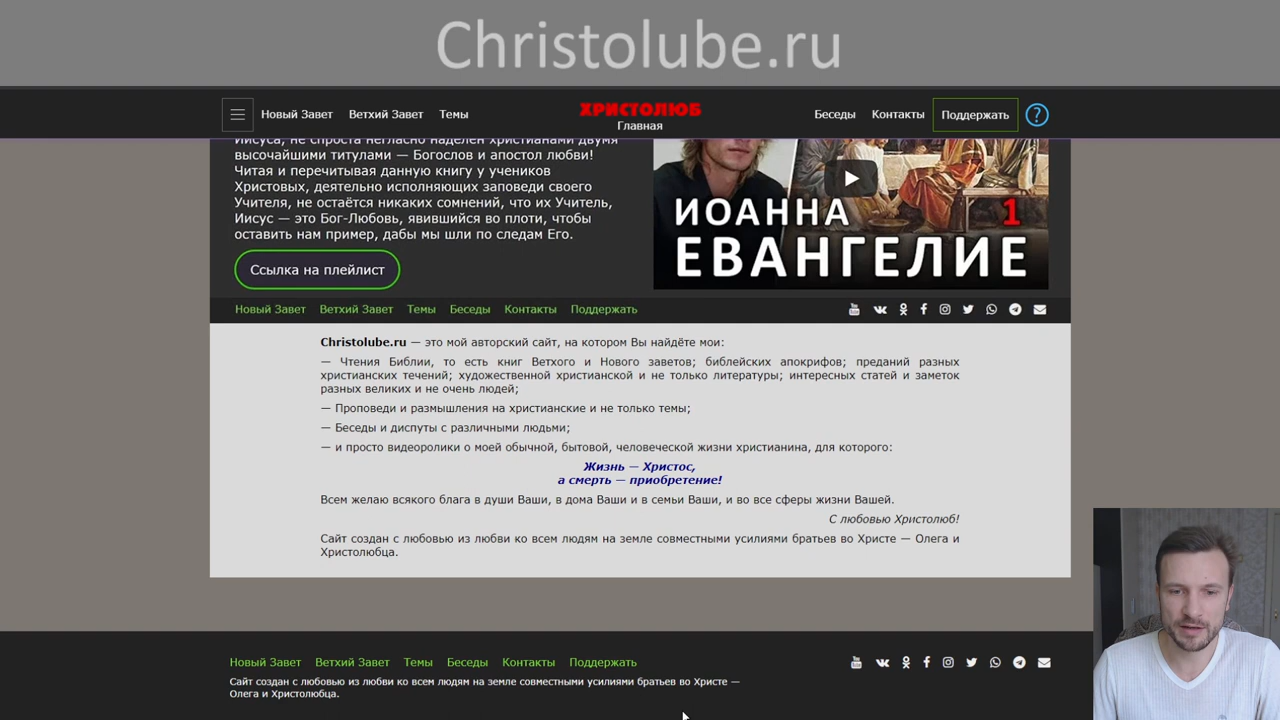 Christolube.ru
Новый Завет Ветхий Завет Темы
ХРИСТОЛЮБ
Главная
Беседы Контакты Поддержать ?
Иисуса, не спроста негласно наделён христианами двумя
высочайшими титулами — Богослов и апостол любви!
Читая и перечитывая данную книгу у учеников
Христовых, деятельно исполняющих заповеди своего
Учителя, не остаётся никаких сомнений, что их Учитель,
Иисус — это Бог-Любовь, явившийся во плоти, чтобы
оставить нам пример, дабы мы шли по следам Его.
Ссылка на плейлист
ИОАННА 1
ЕВАНГЕЛИЕ
Новый Завет Ветхий Завет Темы Беседы Контакты Поддержать
Christolube.ru — это мой авторский сайт, на котором Вы найдёте мои:
— Чтения Библии, то есть книг Ветхого и Нового заветов; библейских апокрифов; преданий разных
христианских течений; художественной христианской и не только литературы; интересных статей и заметок
разных великих и не очень людей;
— Проповеди и размышления на христианские и не только темы;
— Беседы и диспуты с различными людьми;
— и просто видеоролики о моей обычной, бытовой, человеческой жизни христианина, для которого:
Жизнь — Христос,
а смерть — приобретение!
Всем желаю всякого блага в души Ваши, в дома Ваши и в семьи Ваши, и во все сферы жизни Вашей.
С любовью Христолюб!
Сайт создан с любовью из любви ко всем людям на земле совместными усилиями братьев во Христе — Олега и
Христолюбца.
Новый Завет Ветхий Завет Темы Беседы Контакты Поддержать
Сайт создан с любовью из любви ко всем людям на земле совместными усилиями братьев во Христе —
Олега и Христолюбца.